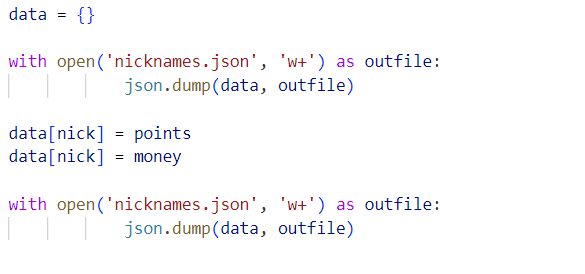 data = {}
with open('nicknames.json', 'w+') as outfile:
json.dump(data, outfile)
data[nick] = points
data[nick] = money
with open('nicknames.json', 'w+') as outfile:
json.dump(data, outfile)